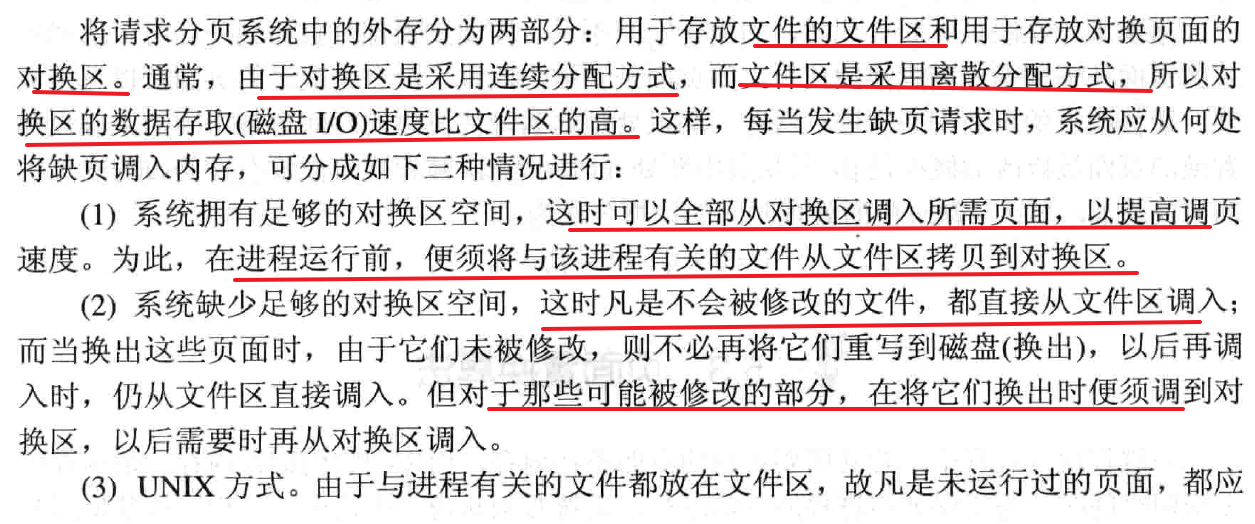 将请求分页系统中的外存分为两部分：用于存放文件的文件区和用于存放对换页面的
对换区。通常，由于对换区是采用连续分配方式，而文件区是采用离散分配方式，所以对
换区的数据存取(磁盘 I/O)速度比文件区的高。这样，每当发生缺页请求时，系统应从何处
将缺页调入内存，可分成如下三种情况进行：
(1) 系统拥有足够的对换区空间，这时可以全部从对换区调入所需页面，以提高调页
速度。为此，在进程运行前，便须将与该进程有关的文件从文件区拷贝到对换区。
(2) 系统缺少足够的对换区空间，这时凡是不会被修改的文件，都直接从文件区调入；
而当换出这些页面时，由于它们未被修改，则不必再将它们重写到磁盘(换出)，以后再调
入时，仍从文件区直接调入。但对于那些可能被修改的部分，在将它们换出时便须调到对
换区，以后需要时再从对换区调入。
(3) UNIX 方式。由于与进程有关的文件都放在文件区，故凡是未运行过的页面，都应